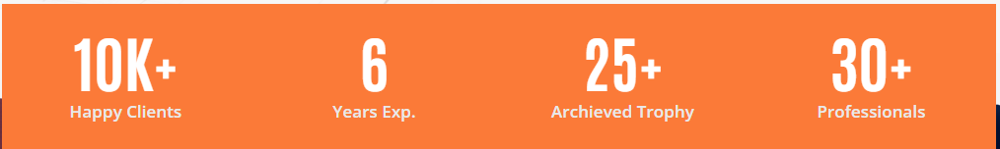 10K+ 6 25+ 30+
Happy Clients Years Exp. Archieved Trophy Professionals